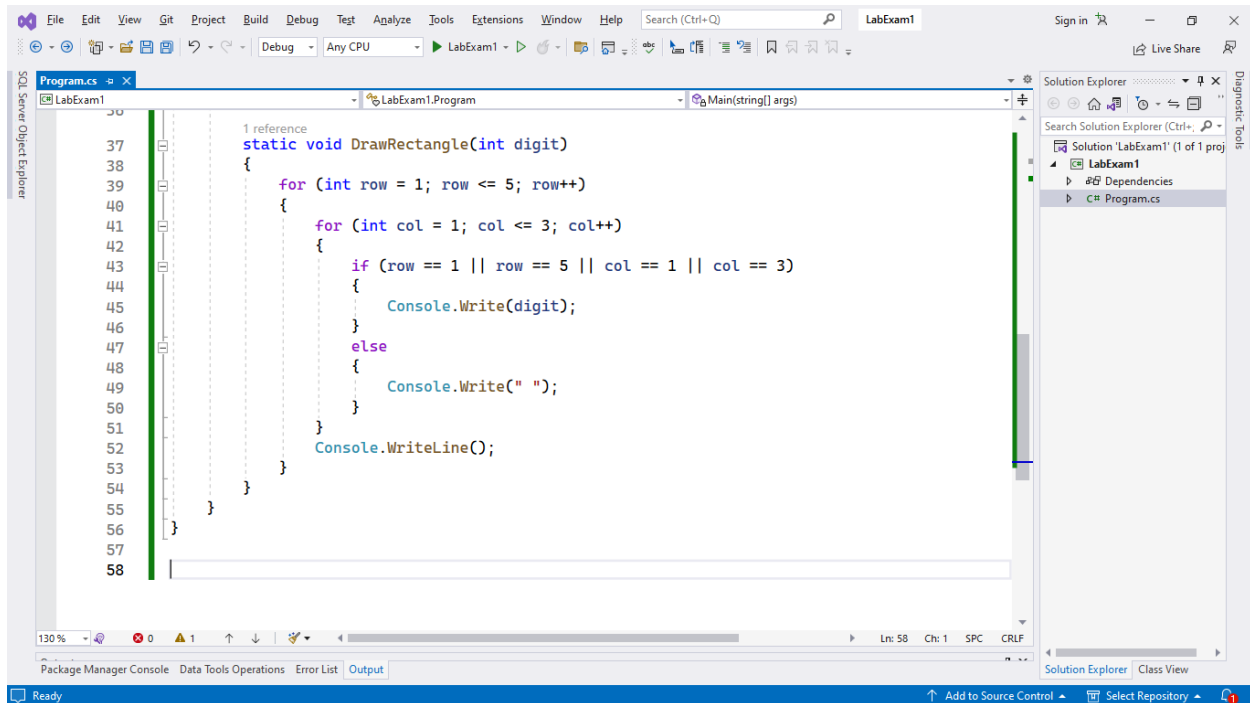 File Edit View Git Project Build Debug Test Analyze Tools Extensions Window Help Search (Ctrl+Q) LabExam1 Sign in
Debug Any CPU LabExam1 Live Share
SQL Server Object Explorer
Program.cs
LabExam1 LabExam1.Program Main(string[] args)
36
1 reference
37 static void DrawRectangle(int digit)
38 {
39 for (int row = 1; row <= 5; row++)
40 {
41 for (int col = 1; col <= 3; col++)
42 {
43 if (row == 1 || row == 5 || col == 1 || col == 3)
44 {
45 Console.Write(digit);
46 }
47 else
48 {
49 Console.Write(" ");
50 }
51 }
52 Console.WriteLine();
53 }
54 }
55 }
56 }
57
58
130 % 0 1 Ln: 58 Ch: 1 SPC CRLF
Package Manager Console Data Tools Operations Error List Output
Solution Explorer
Search Solution Explorer (Ctrl+;
Solution 'LabExam1' (1 of 1 proj
C# LabExam1
Dependencies
C# Program.cs
Solution Explorer Class View
Diagnostic Tools
Ready Add to Source Control Select Repository 1